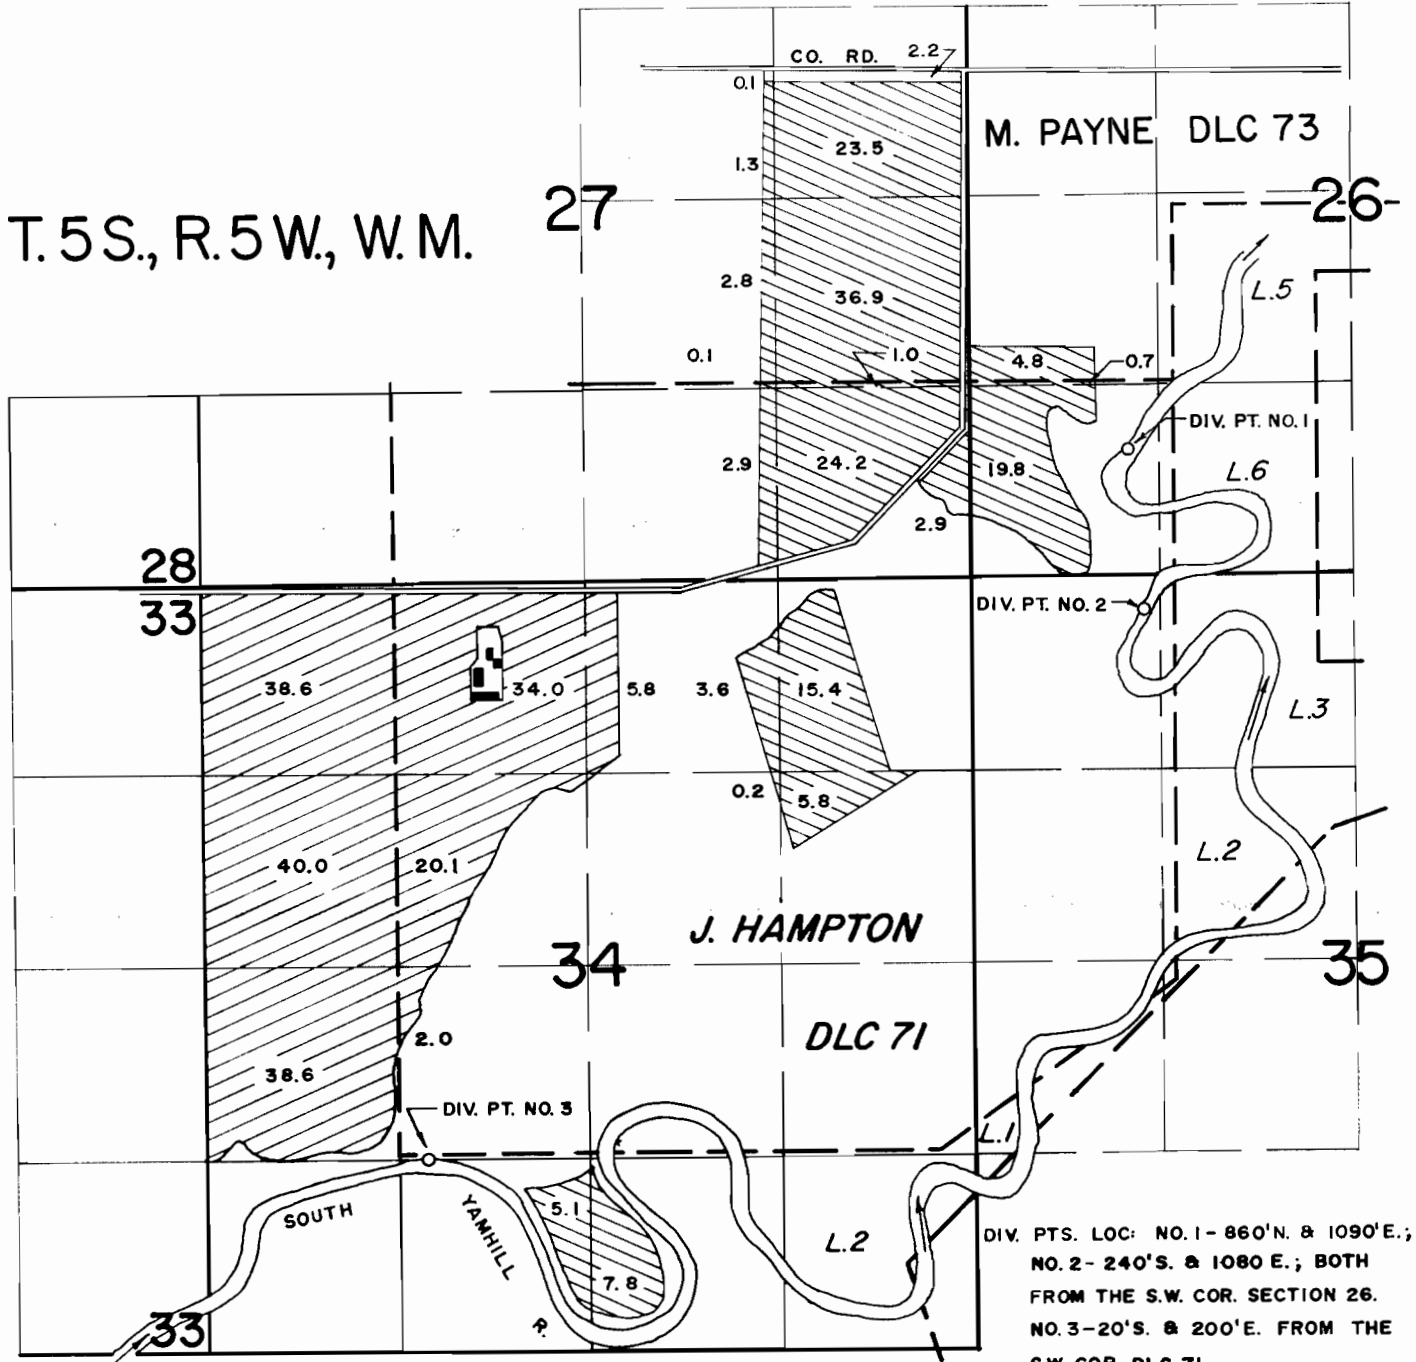 CO. RD. 2.2
0.1
M. PAYNE DLC 73
23.5
1.3
27
26
T. 5 S., R. 5 W., W. M.
2.8
36.9
L.5
0.1
1.0
4.8
0.7
DIV. PT. NO. 1
2.9
24.2
19.8
L.6
2.9
28
33
DIV. PT. NO. 2
38.6
34.0
5.8
3.6
15.4
L.3
0.2
5.8
40.0
20.1
L.2
J. HAMPTON
34
35
2.0
DLC 71
38.6
DIV. PT. NO. 3
L.1
SOUTH YAMHILL R.
5.1
L.2
7.8
33
DIV. PTS. LOC: NO. 1 - 860'N. & 1090'E.;
NO. 2 - 240'S. & 1080 E.; BOTH
FROM THE S.W. COR. SECTION 26.
NO. 3 - 20'S. & 200'E. FROM THE
S.W. COR. DLC 71